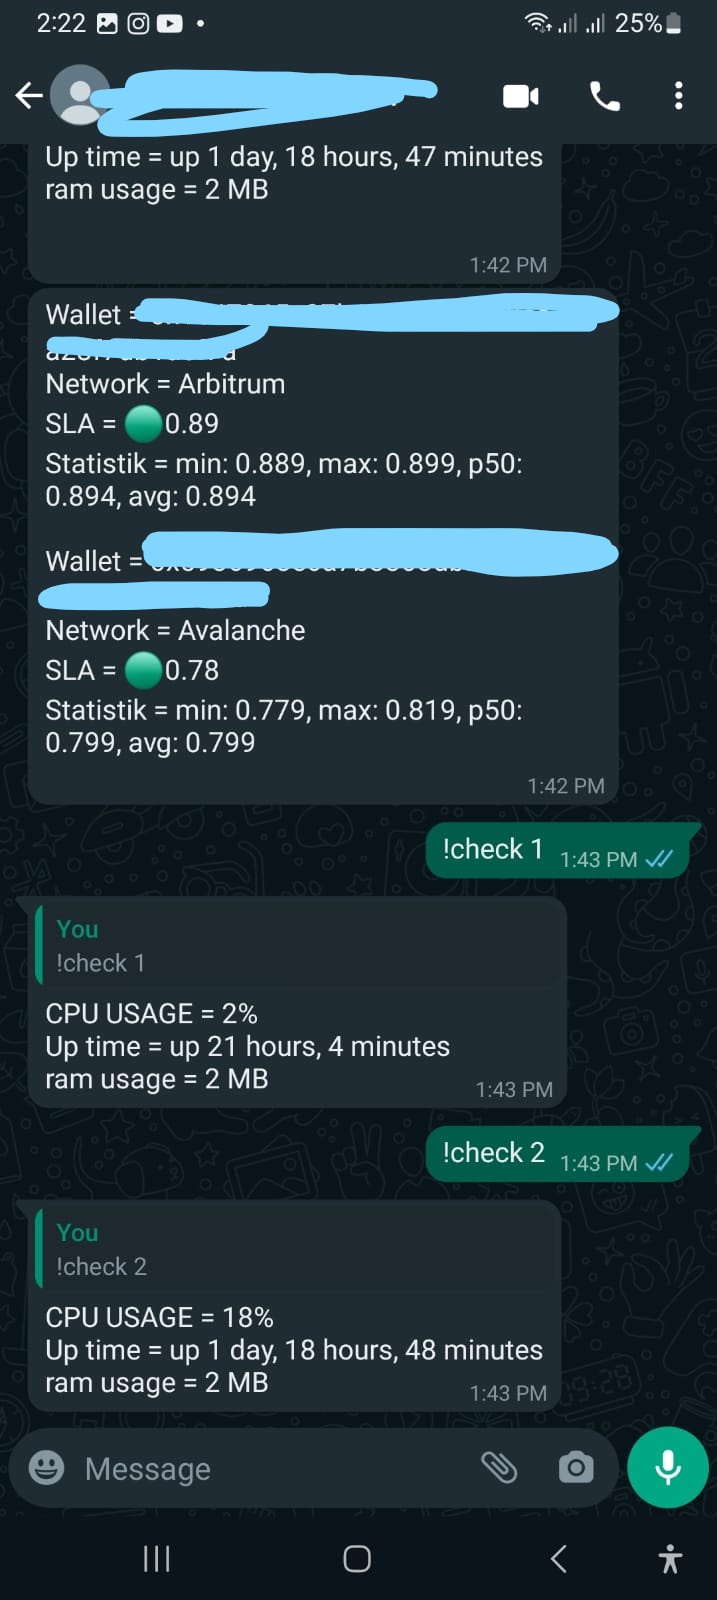 2:22
25%
Up time = up 1 day, 18 hours, 47 minutes
ram usage = 2 MB
1:42 PM
Wallet =
Network = Arbitrum
SLA = 🟢0.89
Statistik = min: 0.889, max: 0.899, p50:
0.894, avg: 0.894
Wallet =
Network = Avalanche
SLA = 🟢0.78
Statistik = min: 0.779, max: 0.819, p50:
0.799, avg: 0.799
1:42 PM
!check 1 1:43 PM
You
!check 1
CPU USAGE = 2%
Up time = up 21 hours, 4 minutes
ram usage = 2 MB
1:43 PM
!check 2 1:43 PM
You
!check 2
CPU USAGE = 18%
Up time = up 1 day, 18 hours, 48 minutes
ram usage = 2 MB
1:43 PM
Message